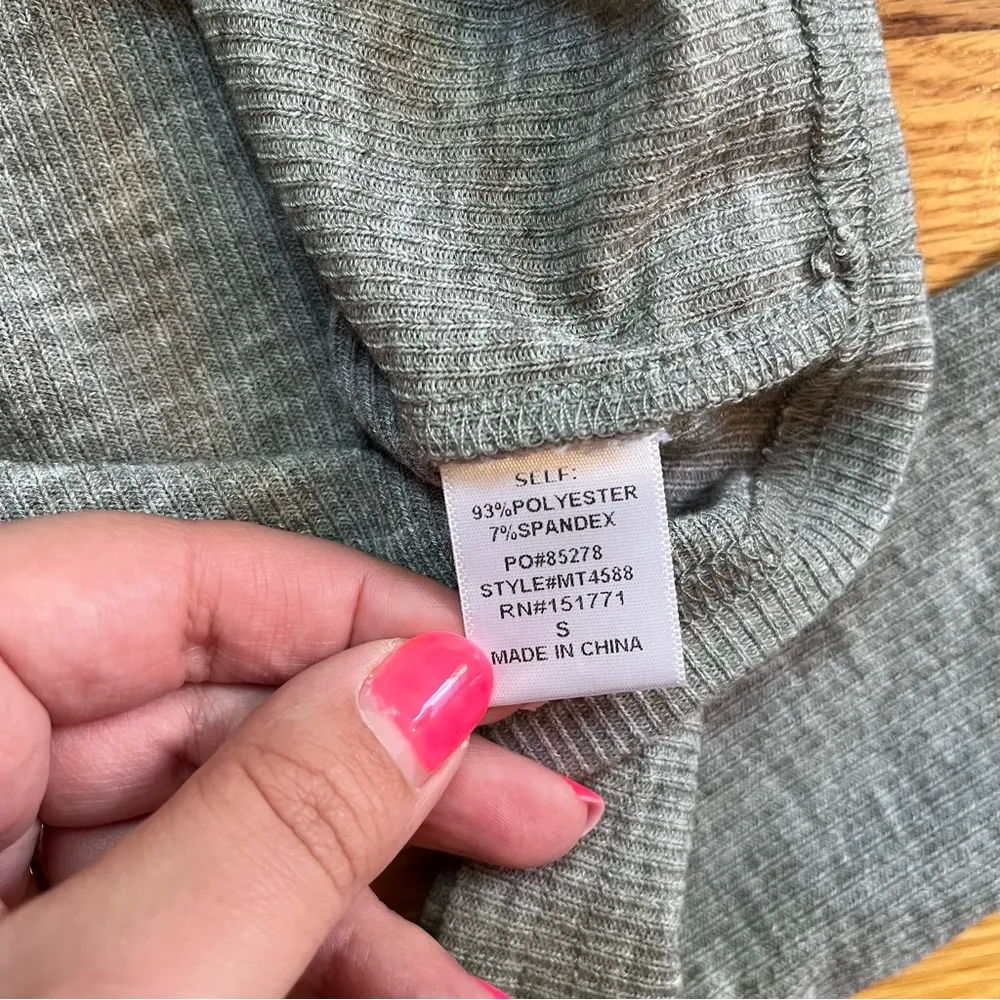 SELF:
93%POLYESTER
7%SPANDEX
PO#85278
STYLE#MT4588
RN#151771
S
MADE IN CHINA